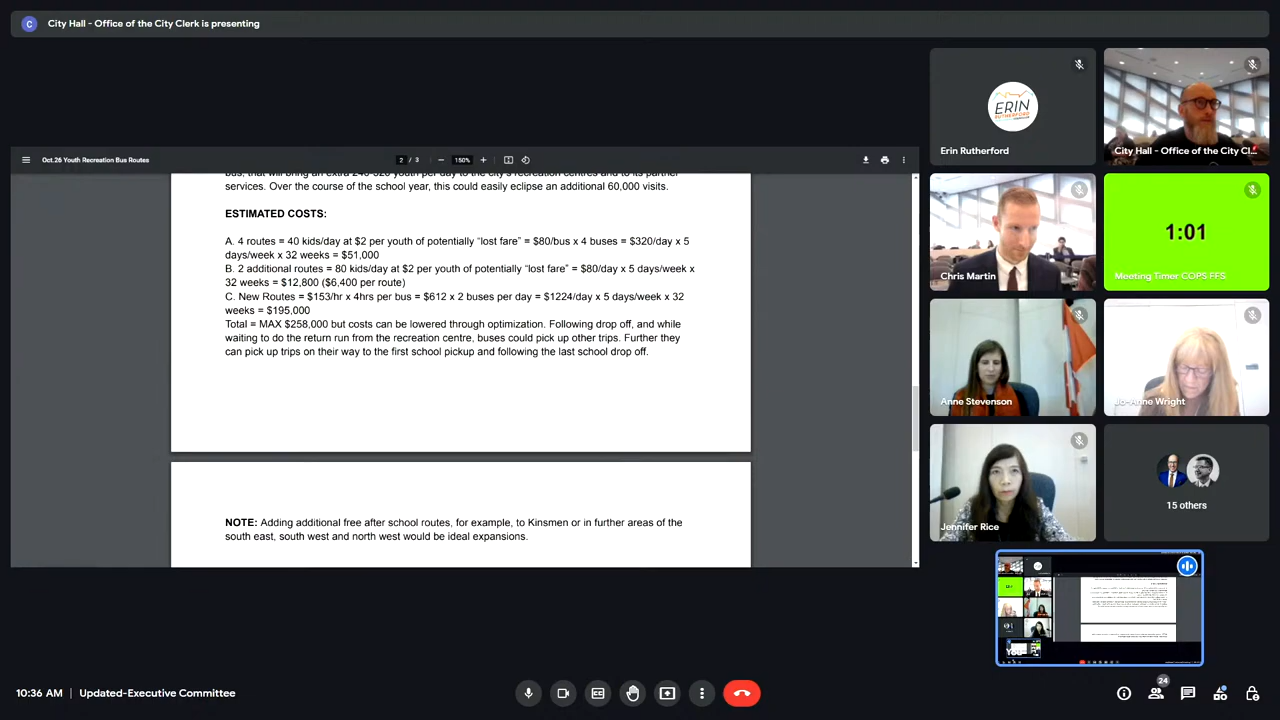 C
City Hall - Office of the City Clerk is presenting
Oct.26 Youth Recreation Bus Routes
2 / 3
150%
services. Over the course of the school year, this could easily eclipse an additional 60,000 visits.
ESTIMATED COSTS:
A. 4 routes = 40 kids/day at $2 per youth of potentially “lost fare” = $80/bus x 4 buses = $320/day x 5
days/week x 32 weeks = $51,000
B. 2 additional routes = 80 kids/day at $2 per youth of potentially “lost fare” = $80/day x 5 days/week x
32 weeks = $12,800 ($6,400 per route)
C. New Routes = $153/hr x 4hrs per bus = $612 x 2 buses per day = $1224/day x 5 days/week x 32
weeks = $195,000
Total = MAX $258,000 but costs can be lowered through optimization. Following drop off, and while
waiting to do the return run from the recreation centre, buses could pick up other trips. Further they
can pick up trips on their way to the first school pickup and following the last school drop off.
NOTE: Adding additional free after school routes, for example, to Kinsmen or in further areas of the
south east, south west and north west would be ideal expansions.
ERIN
RUTHERFORD
Erin Rutherford
City Hall - Office of the City Cl...
Chris Martin
1:01
Meeting Timer COPS FFS
Anne Stevenson
Jo-Anne Wright
Jennifer Rice
15 others
You
10:36 AM | Updated-Executive Committee
24